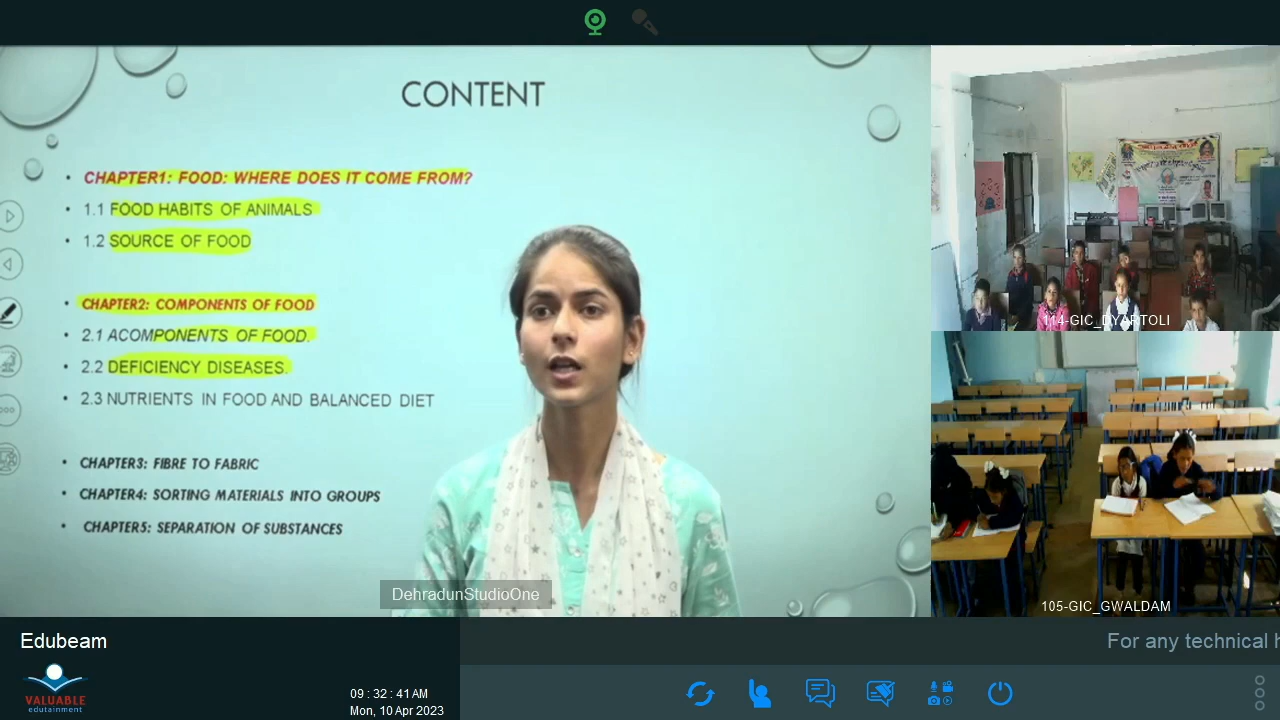 CONTENT
• CHAPTER1: FOOD: WHERE DOES IT COME FROM?
• 1.1 FOOD HABITS OF ANIMALS
• 1.2 SOURCE OF FOOD
• CHAPTER2: COMPONENTS OF FOOD
• 2.1 ACOMPONENTS OF FOOD.
• 2.2 DEFICIENCY DISEASES.
• 2.3 NUTRIENTS IN FOOD AND BALANCED DIET
• CHAPTER3: FIBRE TO FABRIC
• CHAPTER4: SORTING MATERIALS INTO GROUPS
• CHAPTER5: SEPARATION OF SUBSTANCES
DehradunStudioOne
114-GIC_DYARTOLI
105-GIC_GWALDAM
Edubeam
For any technical
VALUABLE
edutainment
09 : 32 : 41 AM
Mon, 10 Apr 2023